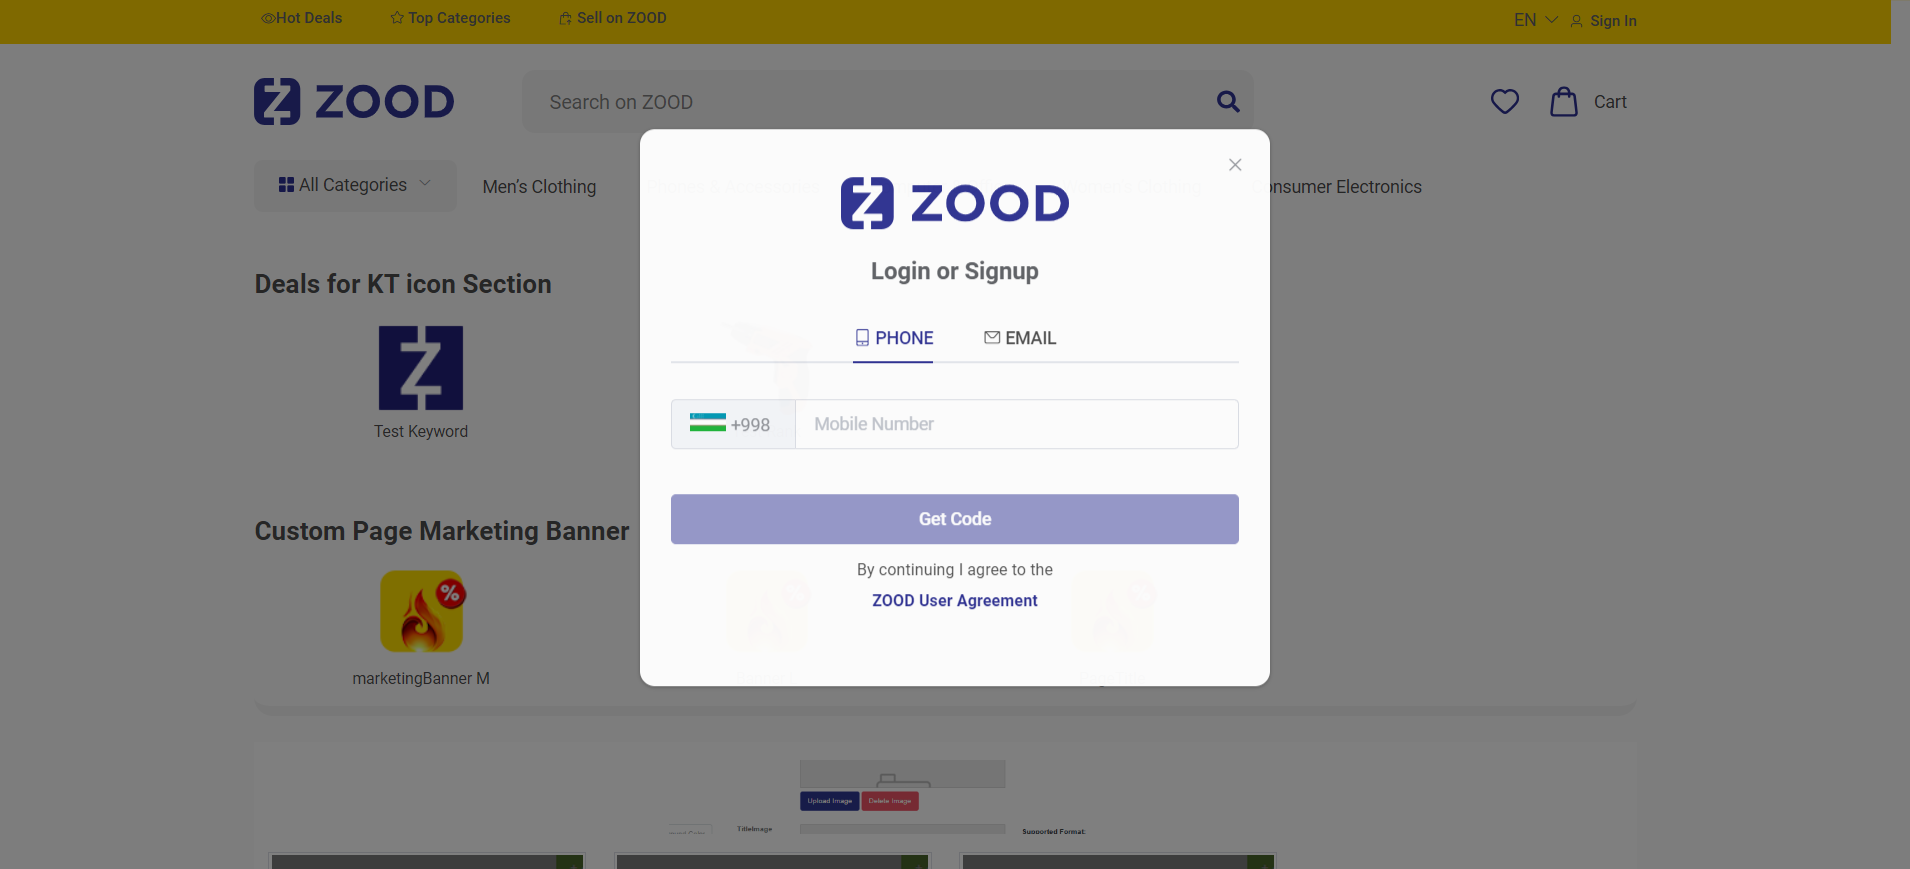 Hot Deals
Top Categories
Sell on ZOOD
EN
Sign In
ZOOD
Search on ZOOD
Cart
All Categories
Men's Clothing
onsumer Electronics
ZOOD
Login or Signup
PHONE
EMAIL
+998
Mobile Number
Get Code
By continuing I agree to the
ZOOD User Agreement
Deals for KT icon Section
Test Keyword
Custom Page Marketing Banner
%
marketingBanner M
Upload Image
Delete Image
TitleImage
Supported Format: